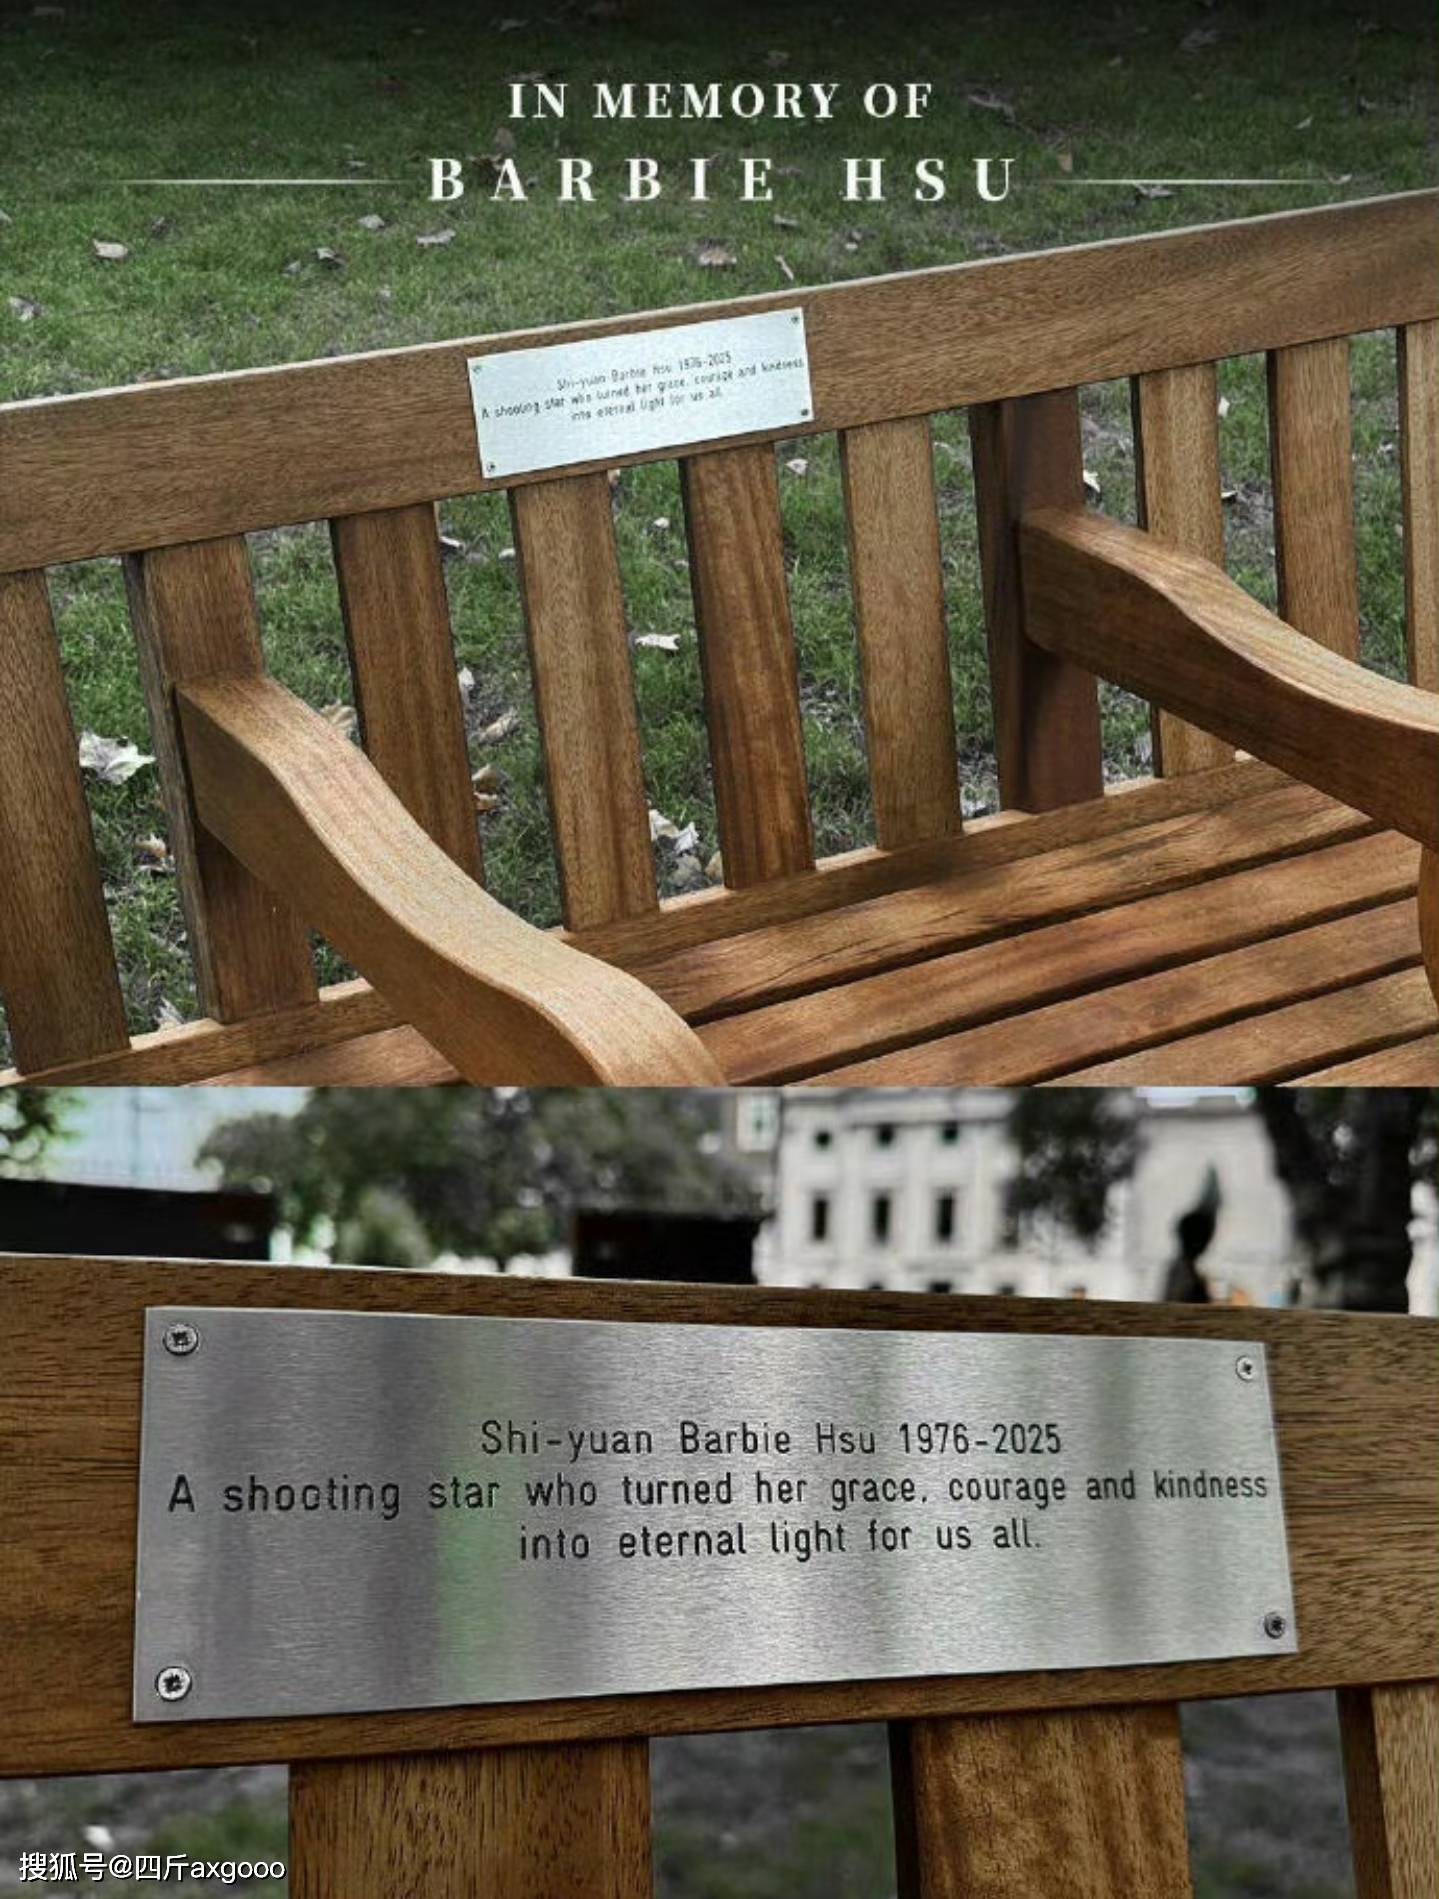 IN MEMORY OF
BARBIE HSU
Shi-yuan Barbie Hsu 1976-2025
A shooting star who turned her grace, courage and kindness
into eternal light for us all.
Shi-yuan Barbie Hsu 1976-2025
A shooting star who turned her grace, courage and kindness
into eternal light for us all.
搜狐号@四斤axgooo